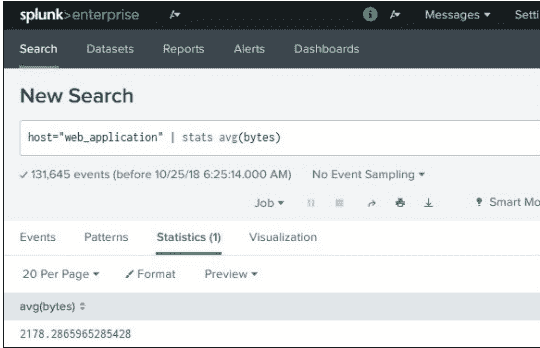 splunk>enterprise Messages Setti
Search Datasets Reports Alerts Dashboards
New Search
host="web_application" | stats avg(bytes)
131,645 events (before 10/25/18 6:25:14.000 AM) No Event Sampling
Job Smart Mo
Events Patterns Statistics (1) Visualization
20 Per Page Format Preview
avg(bytes)
2178.2865965285428